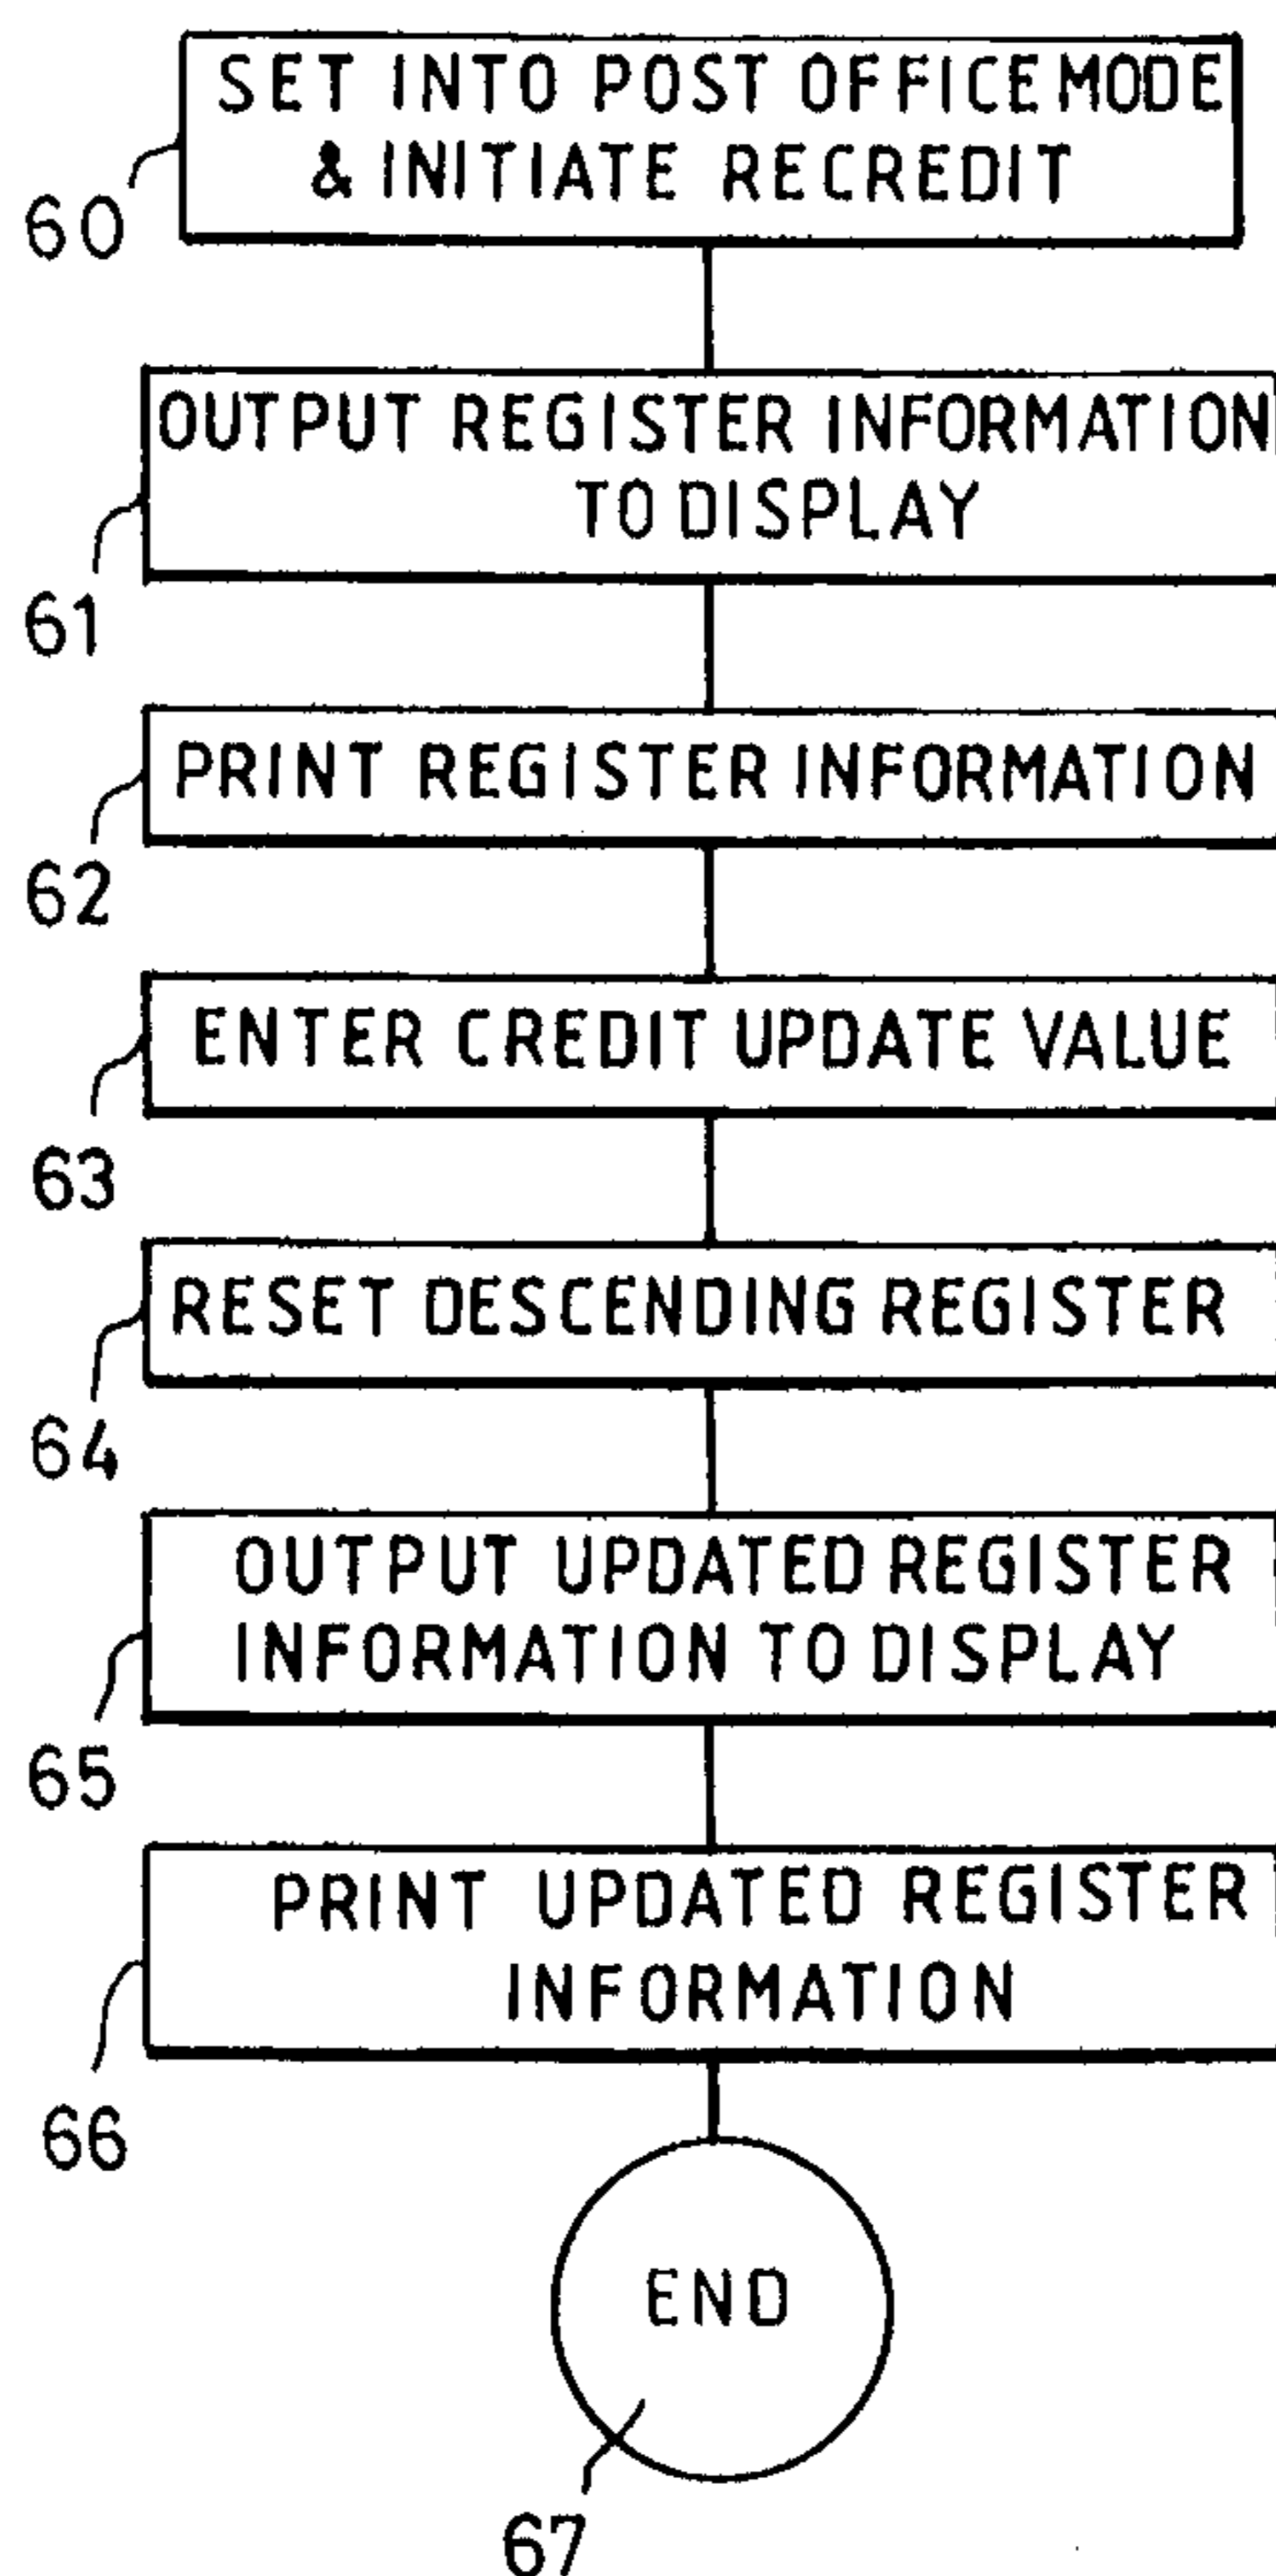 SET INTO POST OFFICE MODE
& INITIATE RECREDIT
60
OUTPUT REGISTER INFORMATION
TO DISPLAY
61
PRINT REGISTER INFORMATION
62
ENTER CREDIT UPDATE VALUE
63
RESET DESCENDING REGISTER
64
OUTPUT UPDATED REGISTER
INFORMATION TO DISPLAY
65
PRINT UPDATED REGISTER
INFORMATION
66
END
67